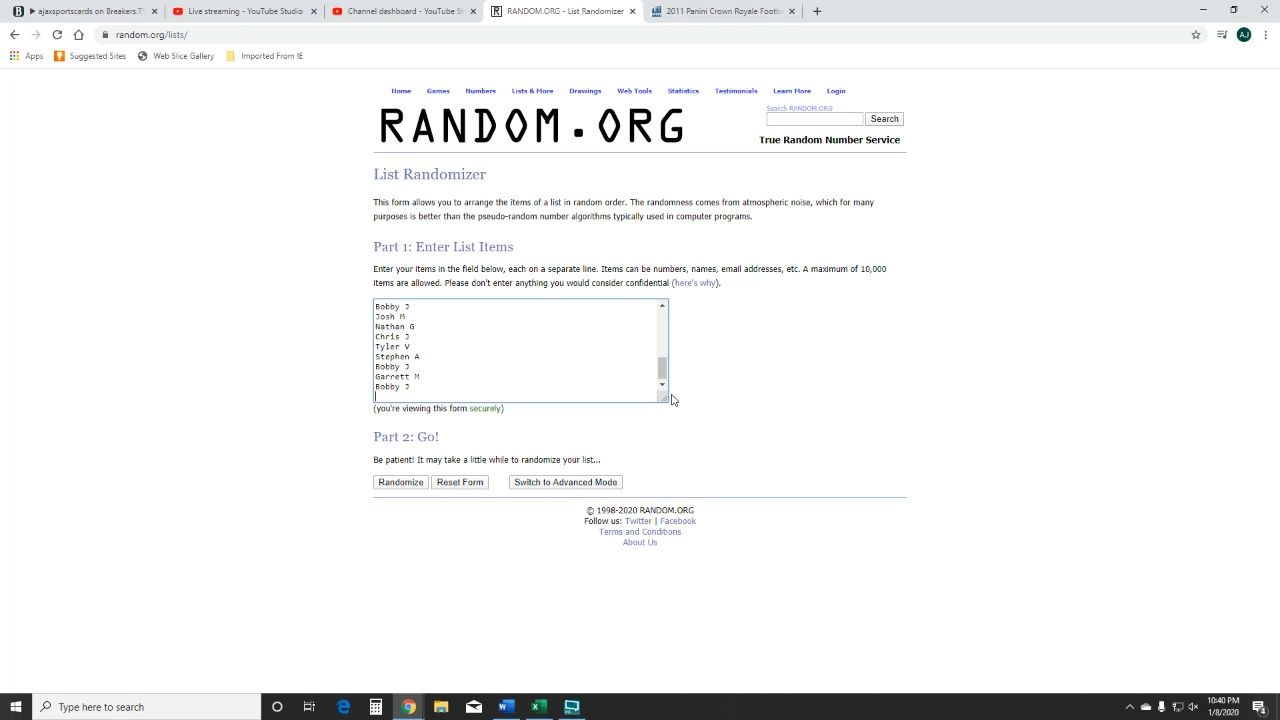 ajaxsportscards on Breakers.T
Live streaming - YouTube Studio
Channel dashboard - YouTube St
RANDOM.ORG - List Randomizer
2011 Panini Crown Royale Footb
random.org/lists/
AJ
Apps
Suggested Sites
Web Slice Gallery
Imported From IE
Home Games Numbers Lists & More Drawings Web Tools Statistics Testimonials Learn More Login
RANDOM.ORG
Search RANDOM.ORG
Search
True Random Number Service
List Randomizer
This form allows you to arrange the items of a list in random order. The randomness comes from atmospheric noise, which for many
purposes is better than the pseudo-random number algorithms typically used in computer programs.
Part 1: Enter List Items
Enter your items in the field below, each on a separate line. Items can be numbers, names, email addresses, etc. A maximum of 10,000
items are allowed. Please don't enter anything you would consider confidential (here's why).
Bobby J
Josh M
Nathan G
Chris J
Tyler V
Stephen A
Bobby J
Garrett M
Bobby J
(you're viewing this form securely)
Part 2: Go!
Be patient! It may take a little while to randomize your list...
Randomize Reset Form Switch to Advanced Mode
© 1998-2020 RANDOM.ORG
Follow us: Twitter | Facebook
Terms and Conditions
About Us
Type here to search
10:40 PM
1/8/2020